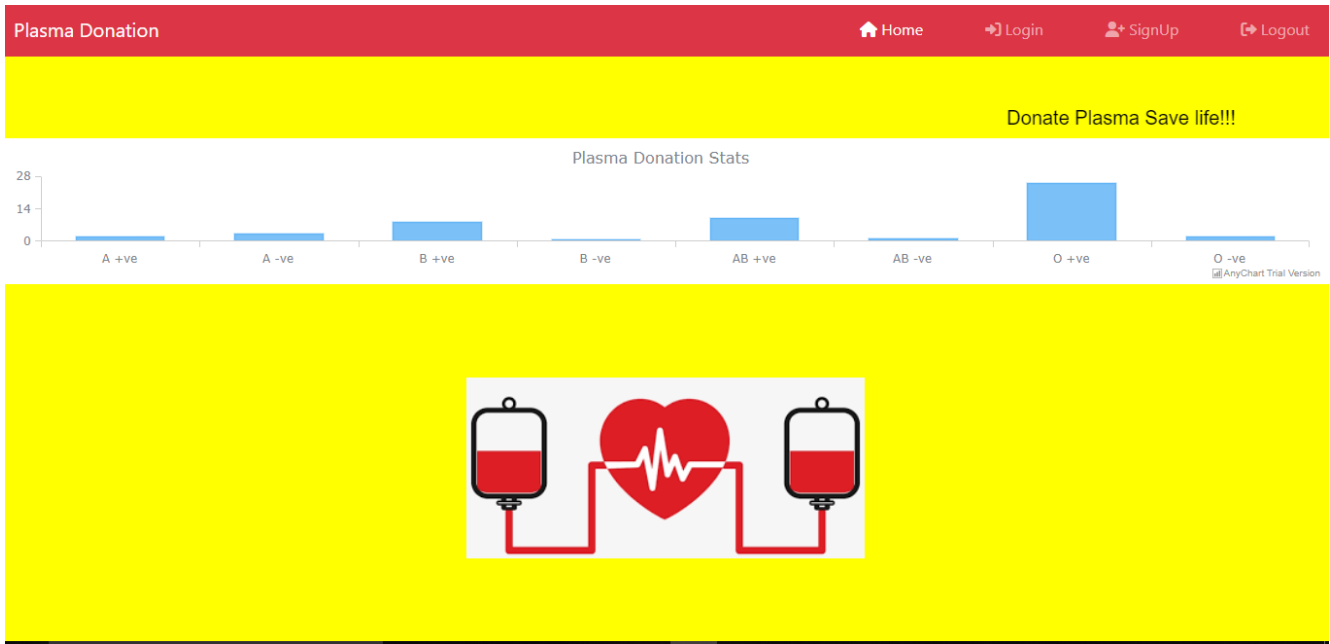 Plasma Donation Home Login SignUp Logout
Donate Plasma Save life!!!
Plasma Donation Stats
28
14
0
A +ve A -ve B +ve B -ve AB +ve AB -ve O +ve O -ve
AnyChart Trial Version